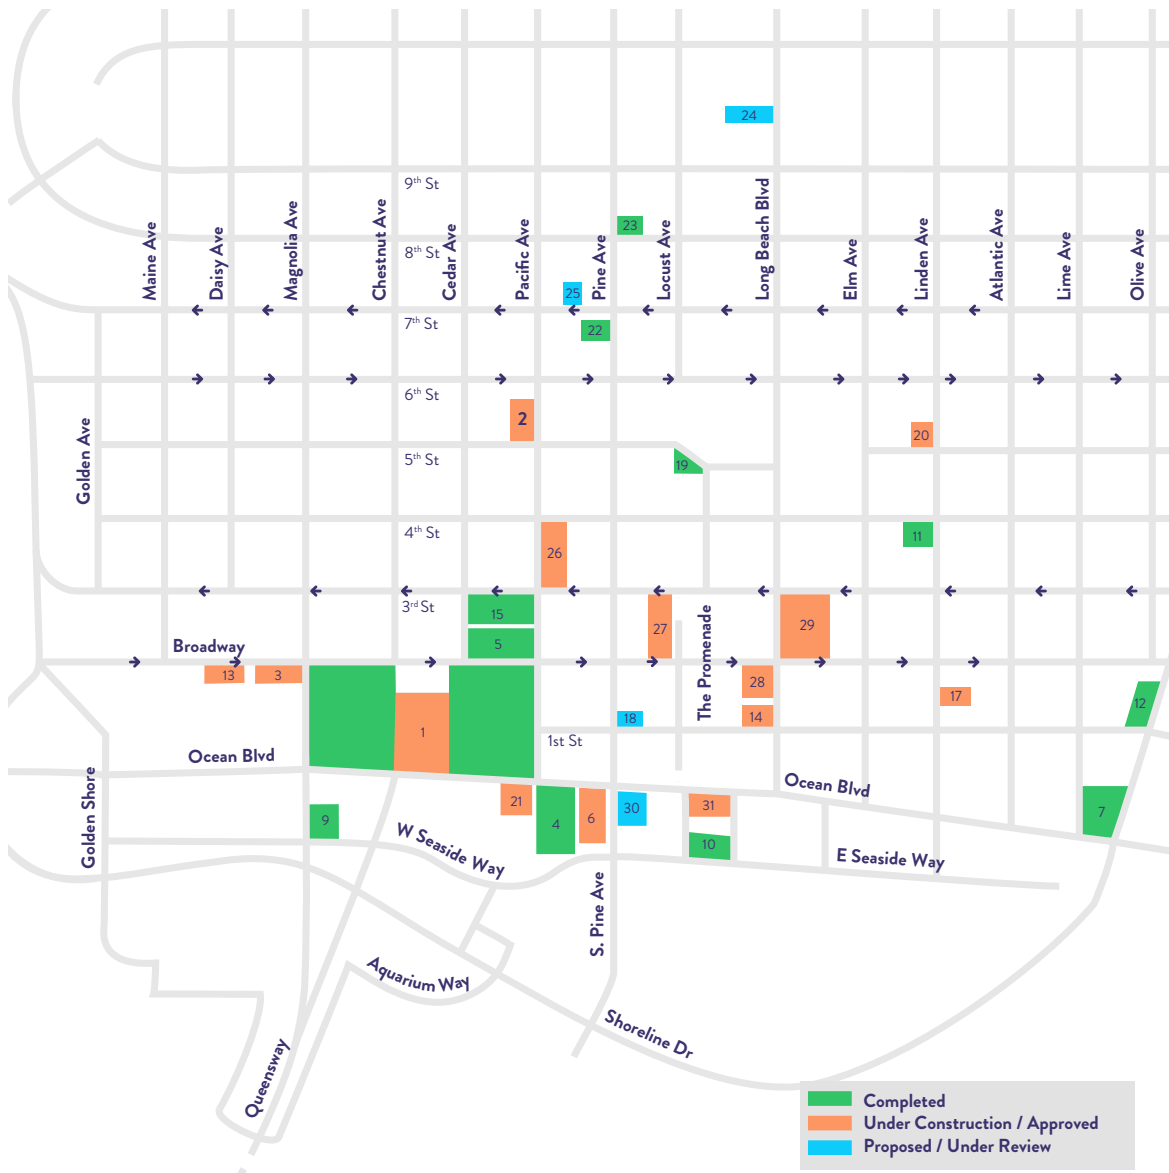 24
9th St
23
8th St
Maine Ave
Daisy Ave
Magnolia Ave
Chestnut Ave
Cedar Ave
Pacific Ave
Pine Ave
Locust Ave
Long Beach Blvd
Elm Ave
Linden Ave
Atlantic Ave
Lime Ave
Olive Ave
25
7th St
22
6th St
2
20
Golden Ave
5th St
19
4th St
11
26
3rd St
15
27
29
Broadway
5
The Promenade
13
3
28
17
12
1
18
14
1st St
Ocean Blvd
Ocean Blvd
Golden Shore
21
4
6
30
31
7
9
10
W Seaside Way
E Seaside Way
S. Pine Ave
Aquarium Way
Shoreline Dr
Queensway
Completed
Under Construction / Approved
Proposed / Under Review